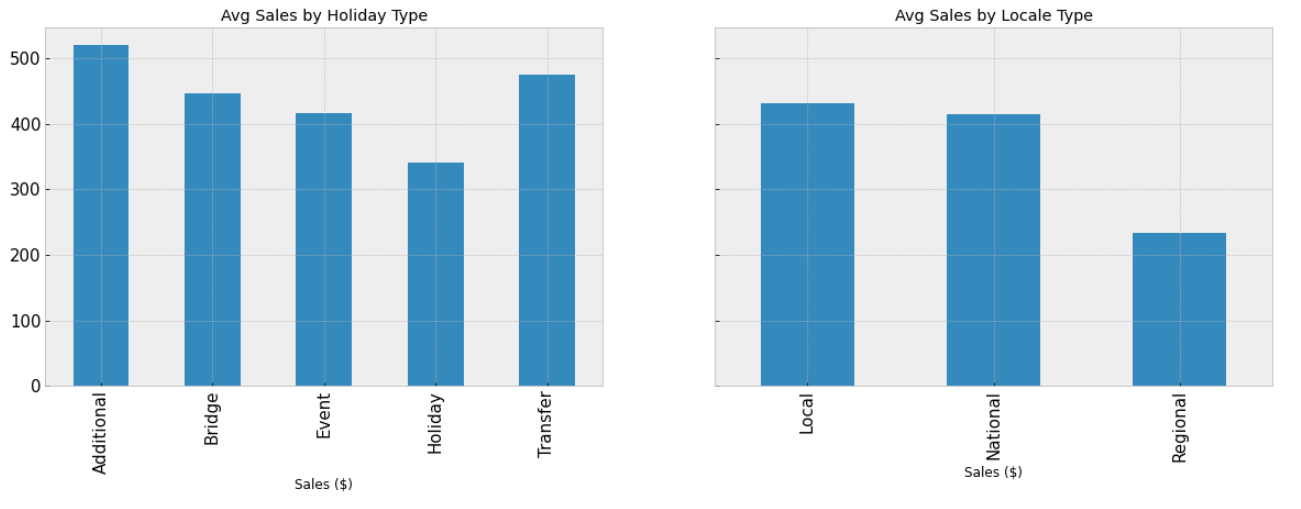 Avg Sales by Holiday Type
500
400
300
200
100
0
Additional
Bridge
Event
Holiday
Transfer
Sales ($)
Avg Sales by Locale Type
Local
National
Regional
Sales ($)